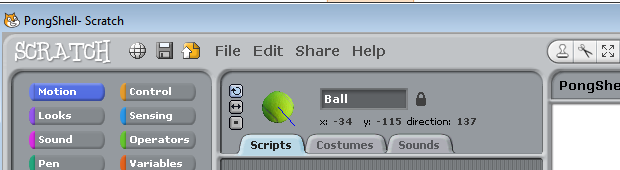 PongShell- Scratch
SCRATCH File Edit Share Help
Motion Control
Looks Sensing
Sound Operators
Pen Variables
Ball
x: -34 y: -115 direction: 137
Scripts Costumes Sounds
PongShe